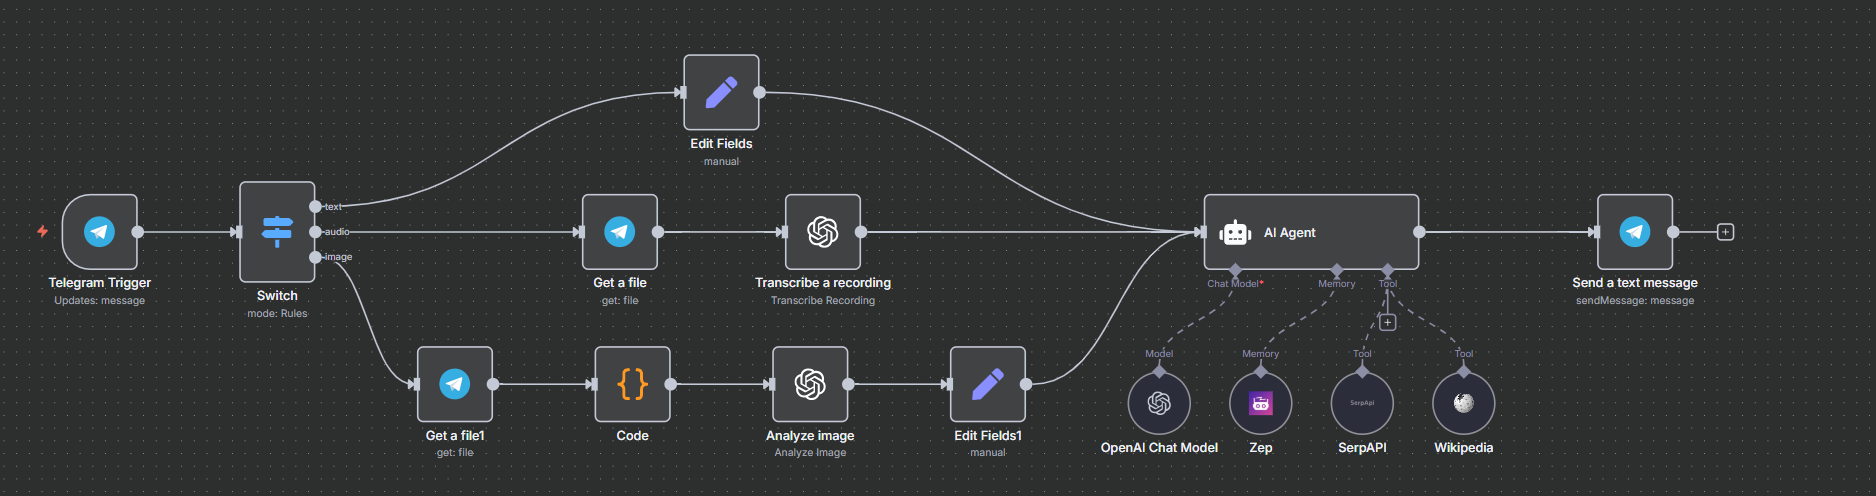 Edit Fields
manual
Telegram Trigger
Updates: message
text
audio
image
Switch
mode: Rules
Get a file
get: file
Transcribe a recording
Transcribe Recording
AI Agent
Chat Model*
Memory
Tool
Send a text message
sendMessage: message
Get a file1
get: file
Code
Analyze image
Analyze Image
Edit Fields1
manual
Model
Memory
Tool
Tool
SerpApi
OpenAI Chat Model
Zep
SerpAPI
Wikipedia